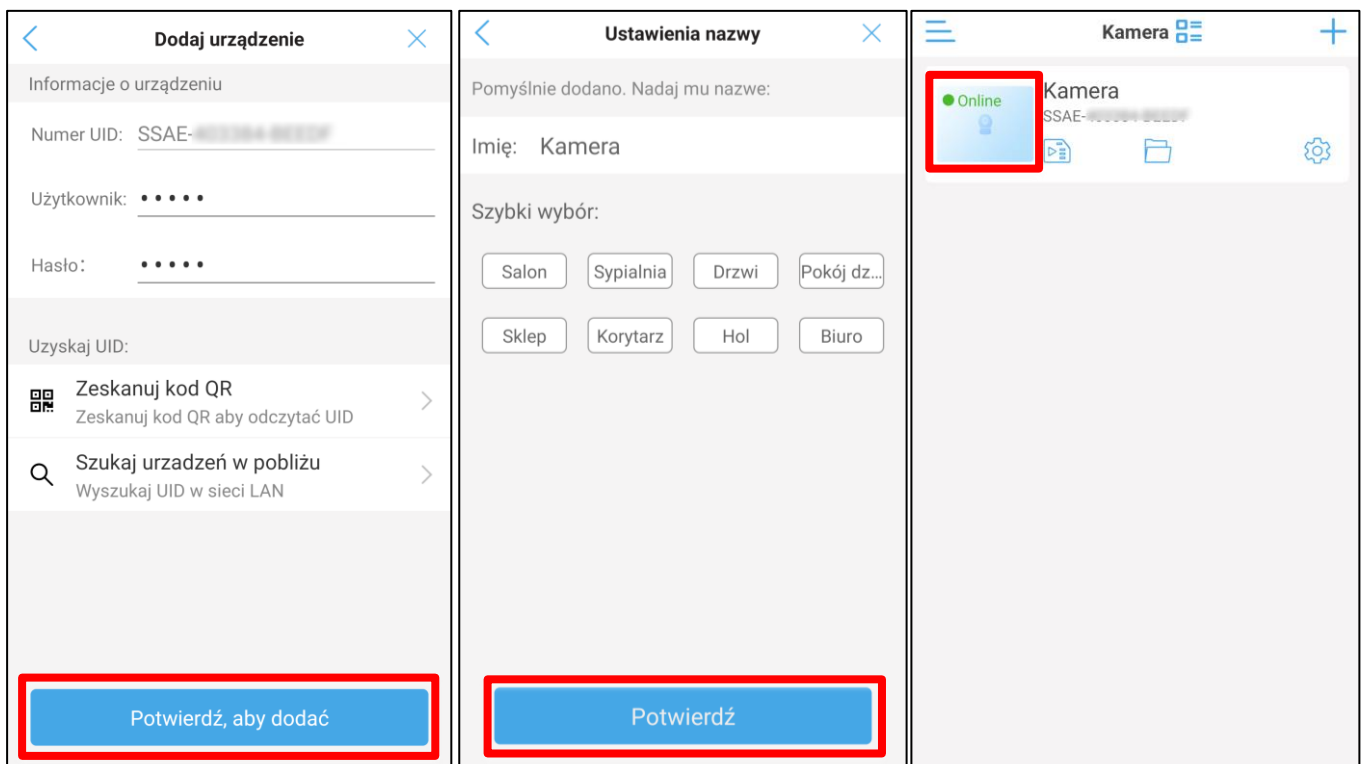 Dodaj urządzenie
Informacje o urządzeniu
Numer UID: SSAE-
Użytkownik: •••••
Hasło: •••••
Uzyskaj UID:
Zeskanuj kod QR
Zeskanuj kod QR aby odczytać UID
Szukaj urzadzeń w pobliżu
Wyszukaj UID w sieci LAN
Potwierdź, aby dodać
Ustawienia nazwy
Pomyślnie dodano. Nadaj mu nazwe:
Imię: Kamera
Szybki wybór:
Salon Sypialnia Drzwi Pokój dz...
Sklep Korytarz Hol Biuro
Potwierdź
Kamera
Online
Kamera
SSAE-